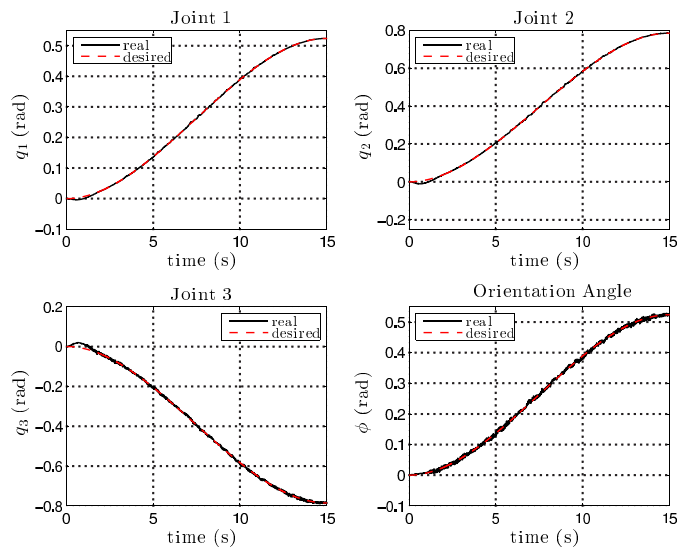 Joint 1
real
desired
0.5
0.4
0.3
0.2
0.1
0
−0.1
0
5
10
15
q1 (rad)
time (s)
Joint 2
real
desired
0.8
0.6
0.4
0.2
0
−0.2
0
5
10
15
q2 (rad)
time (s)
Joint 3
real
desired
0.2
0
−0.2
−0.4
−0.6
−0.8
0
5
10
15
q3 (rad)
time (s)
Orientation Angle
real
desired
0.5
0.4
0.3
0.2
0.1
0
−0.1
0
5
10
15
ϕ (rad)
time (s)